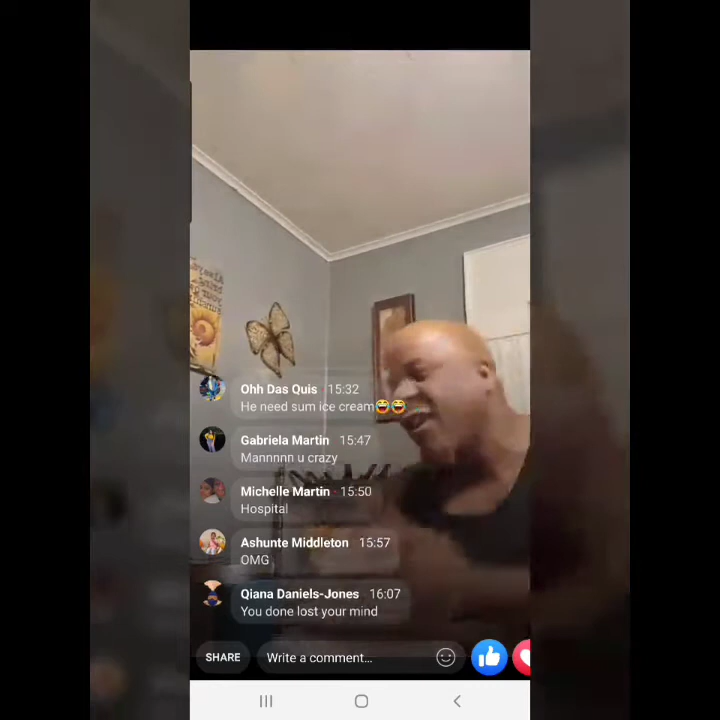 Ohh Das Quis 15:32
He need sum ice cream😂😂
Gabriela Martin 15:47
Mannnnn u crazy
Michelle Martin 15:50
Hospital
Ashunte Middleton 15:57
OMG
Qiana Daniels-Jones 16:07
You done lost your mind
SHARE
Write a comment...